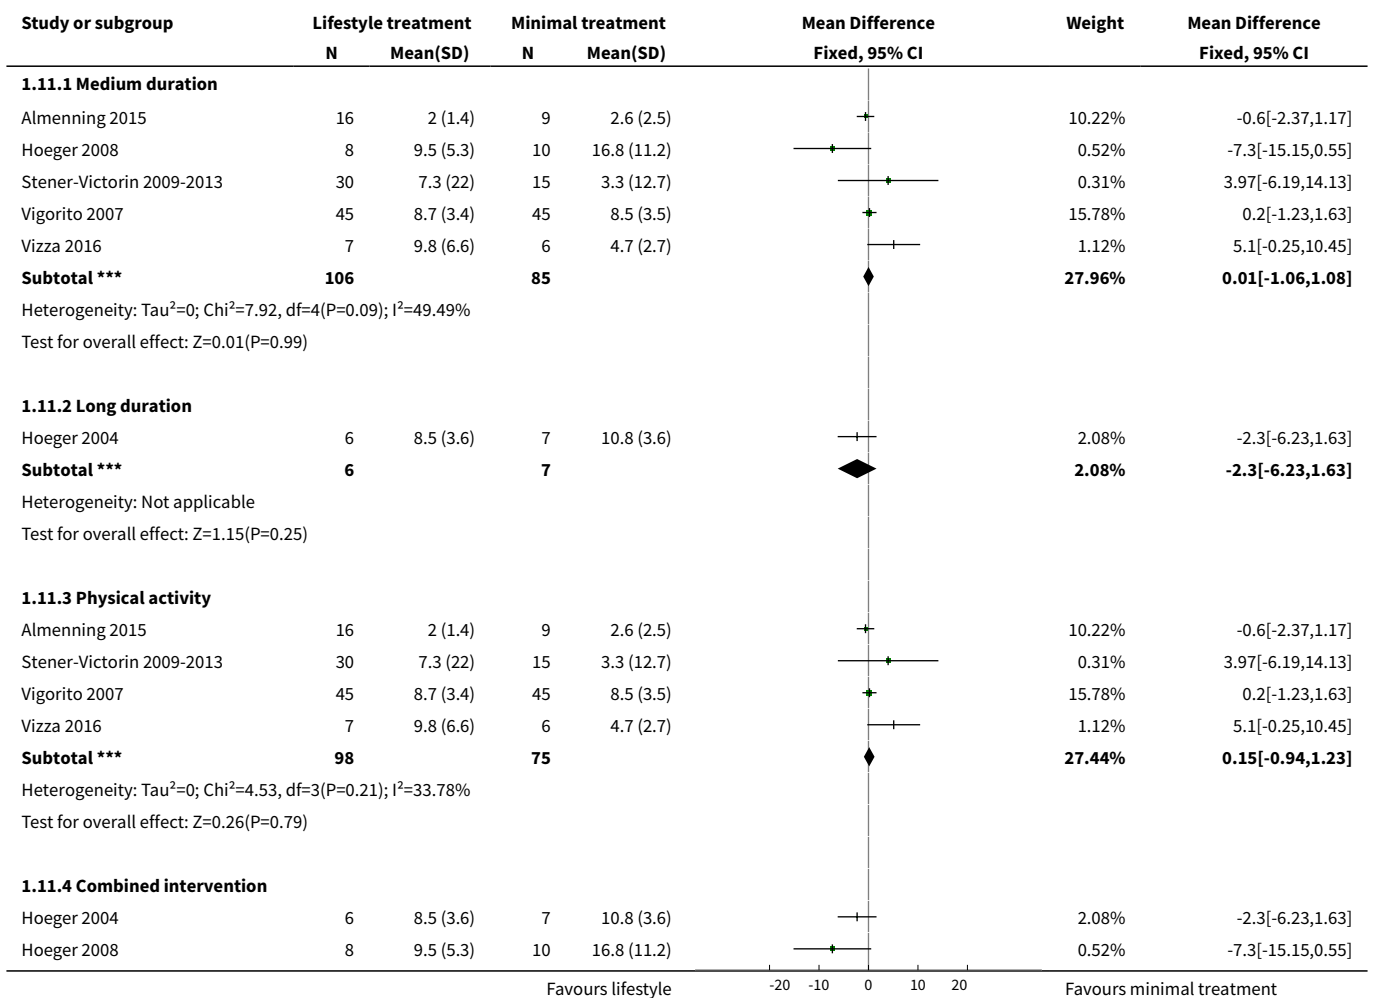 Study or subgroup Lifestyle treatment Minimal treatment Mean Difference Weight Mean Difference
N Mean(SD) N Mean(SD) Fixed, 95% CI Fixed, 95% CI
1.11.1 Medium duration
Almenning 2015 16 2 (1.4) 9 2.6 (2.5) 10.22% -0.6[-2.37,1.17]
Hoeger 2008 8 9.5 (5.3) 10 16.8 (11.2) 0.52% -7.3[-15.15,0.55]
Stener-Victorin 2009-2013 30 7.3 (22) 15 3.3 (12.7) 0.31% 3.97[-6.19,14.13]
Vigorito 2007 45 8.7 (3.4) 45 8.5 (3.5) 15.78% 0.2[-1.23,1.63]
Vizza 2016 7 9.8 (6.6) 6 4.7 (2.7) 1.12% 5.1[-0.25,10.45]
Subtotal *** 106 85 27.96% 0.01[-1.06,1.08]
Heterogeneity: Tau²=0; Chi²=7.92, df=4(P=0.09); I²=49.49%
Test for overall effect: Z=0.01(P=0.99)
1.11.2 Long duration
Hoeger 2004 6 8.5 (3.6) 7 10.8 (3.6) 2.08% -2.3[-6.23,1.63]
Subtotal *** 6 7 2.08% -2.3[-6.23,1.63]
Heterogeneity: Not applicable
Test for overall effect: Z=1.15(P=0.25)
1.11.3 Physical activity
Almenning 2015 16 2 (1.4) 9 2.6 (2.5) 10.22% -0.6[-2.37,1.17]
Stener-Victorin 2009-2013 30 7.3 (22) 15 3.3 (12.7) 0.31% 3.97[-6.19,14.13]
Vigorito 2007 45 8.7 (3.4) 45 8.5 (3.5) 15.78% 0.2[-1.23,1.63]
Vizza 2016 7 9.8 (6.6) 6 4.7 (2.7) 1.12% 5.1[-0.25,10.45]
Subtotal *** 98 75 27.44% 0.15[-0.94,1.23]
Heterogeneity: Tau²=0; Chi²=4.53, df=3(P=0.21); I²=33.78%
Test for overall effect: Z=0.26(P=0.79)
1.11.4 Combined intervention
Hoeger 2004 6 8.5 (3.6) 7 10.8 (3.6) 2.08% -2.3[-6.23,1.63]
Hoeger 2008 8 9.5 (5.3) 10 16.8 (11.2) 0.52% -7.3[-15.15,0.55]
Favours lifestyle -20 -10 0 10 20 Favours minimal treatment